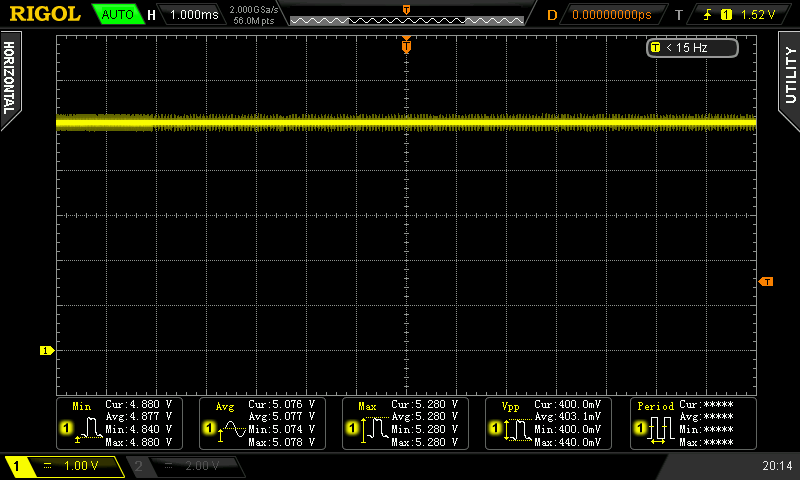 RIGOL AUTO H 1.000ms 2.000GSa/s 56.0M pts T D 0.00000000ps T 1 1.52 V
HORIZONTAL
UTILITY
T
T < 15 Hz
T
1
Min
1
Cur:4.880 V
Avg:4.877 V
Min:4.840 V
Max:4.880 V
Avg
1
Cur:5.076 V
Avg:5.077 V
Min:5.074 V
Max:5.078 V
Max
1
Cur:5.280 V
Avg:5.280 V
Min:5.280 V
Max:5.280 V
Vpp
1
Cur:400.0mV
Avg:403.1mV
Min:400.0mV
Max:440.0mV
Period
1
Cur:*****
Avg:*****
Min:*****
Max:*****
1 1.00 V 2 2.00 V 20:14